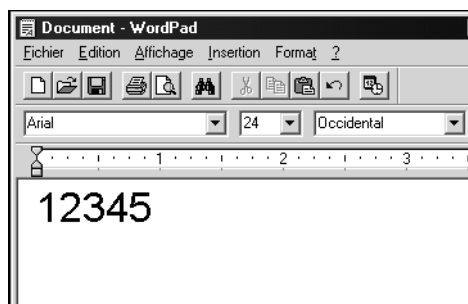 Document - WordPad
Fichier Edition Affichage Insertion Format ?
Arial 24 Occidental
1 2 3
12345